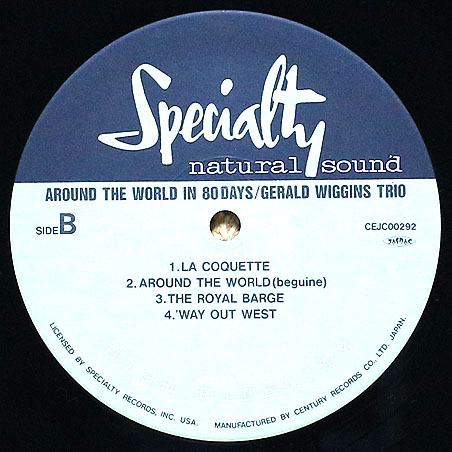 Specialty
natural sound
AROUND THE WORLD IN 80DAYS/GERALD WIGGINS TRIO
SIDE B
CEJC00292
JASRAC
1.LA COQUETTE
2.AROUND THE WORLD(beguine)
3.THE ROYAL BARGE
4.'WAY OUT WEST
LICENSED BY SPECIALTY RECORDS, INC. USA.
MANUFACTURED BY CENTURY RECORDS CO., LTD. JAPAN.